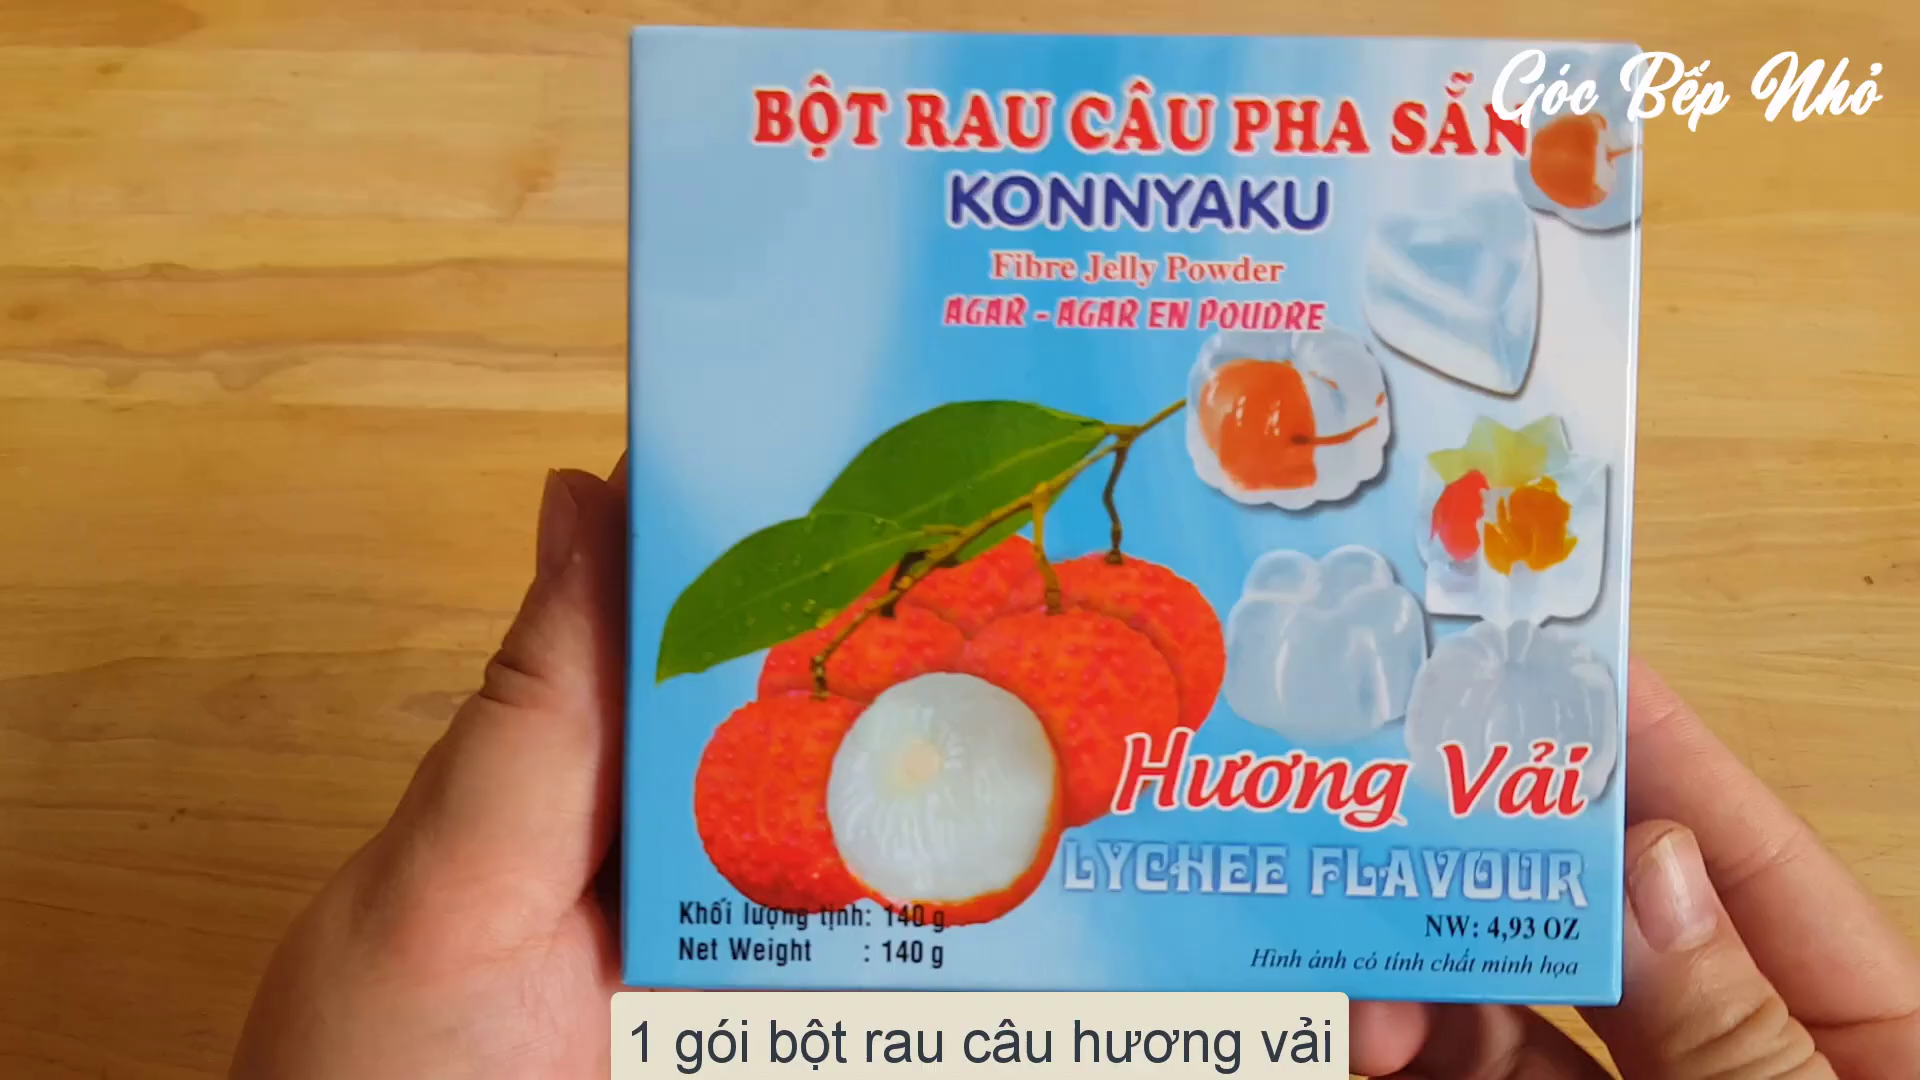 Góc Bếp Nhỏ
BỘT RAU CÂU PHA SẴN
KONNYAKU
Fibre Jelly Powder
AGAR - AGAR EN POUDRE
Hương Vải
LYCHEE FLAVOUR
Khối lượng tịnh: 140 g
Net Weight : 140 g
NW: 4,93 OZ
Hình ảnh có tính chất minh họa
1 gói bột rau câu hương vải